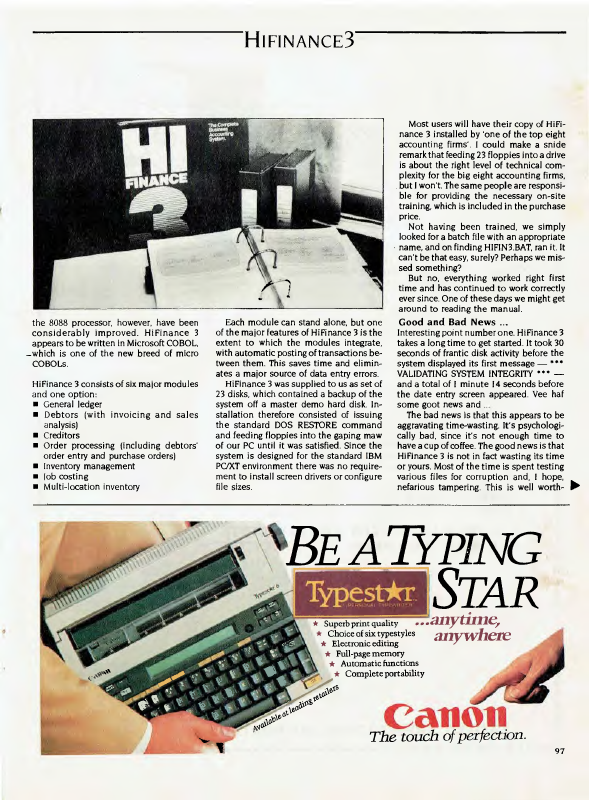 HIFINANCE3
The Complete
Business
Accounting
System.
HI
FINANCE
3
the 8088 processor, however, have been
considerably improved. HiFinance 3
appears to be written in Microsoft COBOL,
which is one of the new breed of micro
COBOLs.
HiFinance 3 consists of six major modules
and one option:
■ General ledger
■ Debtors (with invoicing and sales
analysis)
■ Creditors
■ Order processing (including debtors'
order entry and purchase orders)
■ Inventory management
■ Job costing
■ Multi-location inventory
Each module can stand alone, but one
of the major features of HiFinance 3 is the
extent to which the modules integrate,
with automatic posting of transactions be-
tween them. This saves time and elimin-
ates a major source of data entry errors.
HiFinance 3 was supplied to us as set of
23 disks, which contained a backup of the
system off a master demo hard disk. In-
stallation therefore consisted of issuing
the standard DOS RESTORE command
and feeding floppies into the gaping maw
of our PC until it was satisfied. Since the
system is designed for the standard IBM
PC/XT environment there was no require-
ment to install screen drivers or configure
file sizes.
Most users will have their copy of HiFi-
nance 3 installed by 'one of the top eight
accounting firms'. I could make a snide
remark that feeding 23 floppies into a drive
is about the right level of technical com-
plexity for the big eight accounting firms,
but I won't. The same people are responsi-
ble for providing the necessary on-site
training, which is included in the purchase
price.
Not having been trained, we simply
looked for a batch file with an appropriate
name, and on finding HIFIN3.BAT, ran it. It
can't be that easy, surely? Perhaps we mis-
sed something?
But no, everything worked right first
time and has continued to work correctly
ever since. One of these days we might get
around to reading the manual.
Good and Bad News ...
Interesting point number one. HiFinance 3
takes a long time to get started. It took 30
seconds of frantic disk activity before the
system displayed its first message — ***
VALIDATING SYSTEM INTEGRITY *** —
and a total of 1 minute 14 seconds before
the date entry screen appeared. Vee haf
some goot news and ...
The bad news is that this appears to be
aggravating time-wasting. It's psychologi-
cally bad, since it's not enough time to
have a cup of coffee. The good news is that
HiFinance 3 is not in fact wasting its time
or yours. Most of the time is spent testing
various files for corruption and, I hope,
nefarious tampering. This is well worth-
BE A TYPING
Typest★r
PERSONAL TYPEWRITER
STAR
...anytime,
anywhere
★ Superb print quality
★ Choice of six typestyles
★ Electronic editing
★ Full-page memory
★ Automatic functions
★ Complete portability
Typestar 6
Canon
Available at leading retailers
Canon
The touch of perfection.
97